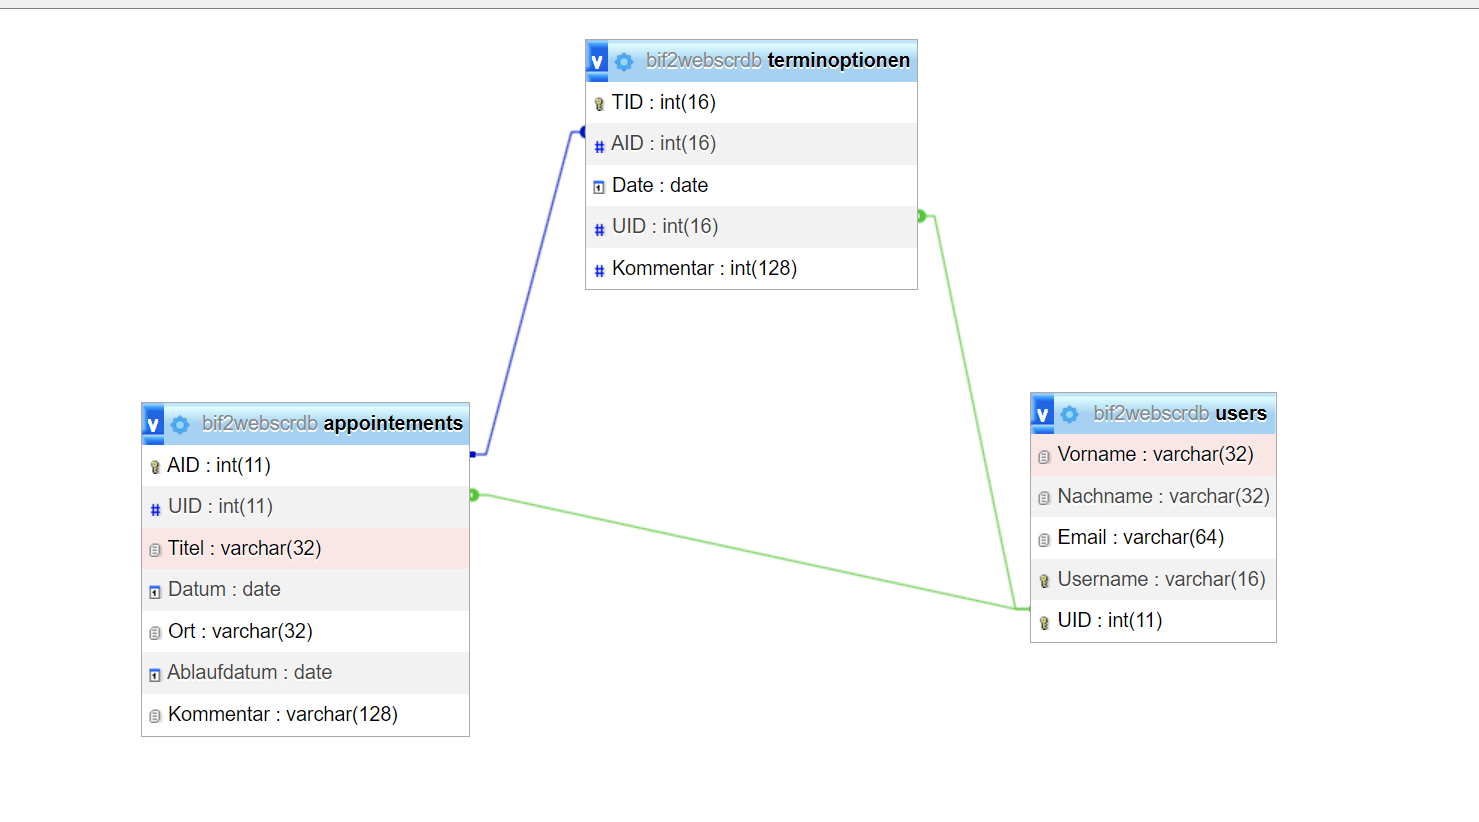 v bif2webscrdb terminoptionen
TID : int(16)
# AID : int(16)
Date : date
# UID : int(16)
# Kommentar : int(128)
v bif2webscrdb appointements
AID : int(11)
# UID : int(11)
Titel : varchar(32)
Datum : date
Ort : varchar(32)
Ablaufdatum : date
Kommentar : varchar(128)
v bif2webscrdb users
Vorname : varchar(32)
Nachname : varchar(32)
Email : varchar(64)
Username : varchar(16)
UID : int(11)